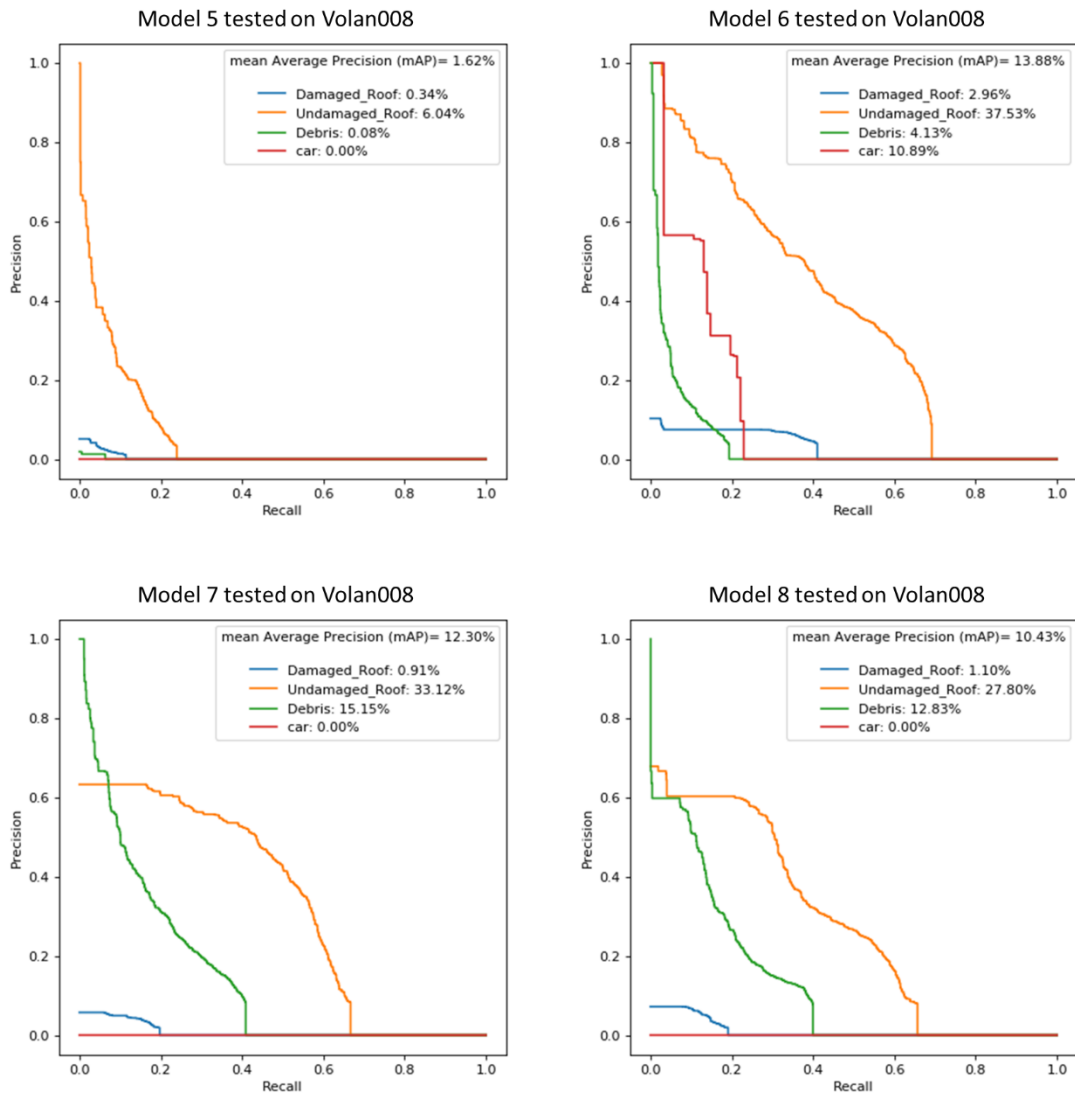 Model 5 tested on Volan008
mean Average Precision (mAP)= 1.62%
Damaged_Roof: 0.34%
Undamaged_Roof: 6.04%
Debris: 0.08%
car: 0.00%
Precision
1.0
0.8
0.6
0.4
0.2
0.0
0.0 0.2 0.4 0.6 0.8 1.0
Recall
Model 6 tested on Volan008
mean Average Precision (mAP)= 13.88%
Damaged_Roof: 2.96%
Undamaged_Roof: 37.53%
Debris: 4.13%
car: 10.89%
Precision
1.0
0.8
0.6
0.4
0.2
0.0
0.0 0.2 0.4 0.6 0.8 1.0
Recall
Model 7 tested on Volan008
mean Average Precision (mAP)= 12.30%
Damaged_Roof: 0.91%
Undamaged_Roof: 33.12%
Debris: 15.15%
car: 0.00%
Precision
1.0
0.8
0.6
0.4
0.2
0.0
0.0 0.2 0.4 0.6 0.8 1.0
Recall
Model 8 tested on Volan008
mean Average Precision (mAP)= 10.43%
Damaged_Roof: 1.10%
Undamaged_Roof: 27.80%
Debris: 12.83%
car: 0.00%
Precision
1.0
0.8
0.6
0.4
0.2
0.0
0.0 0.2 0.4 0.6 0.8 1.0
Recall